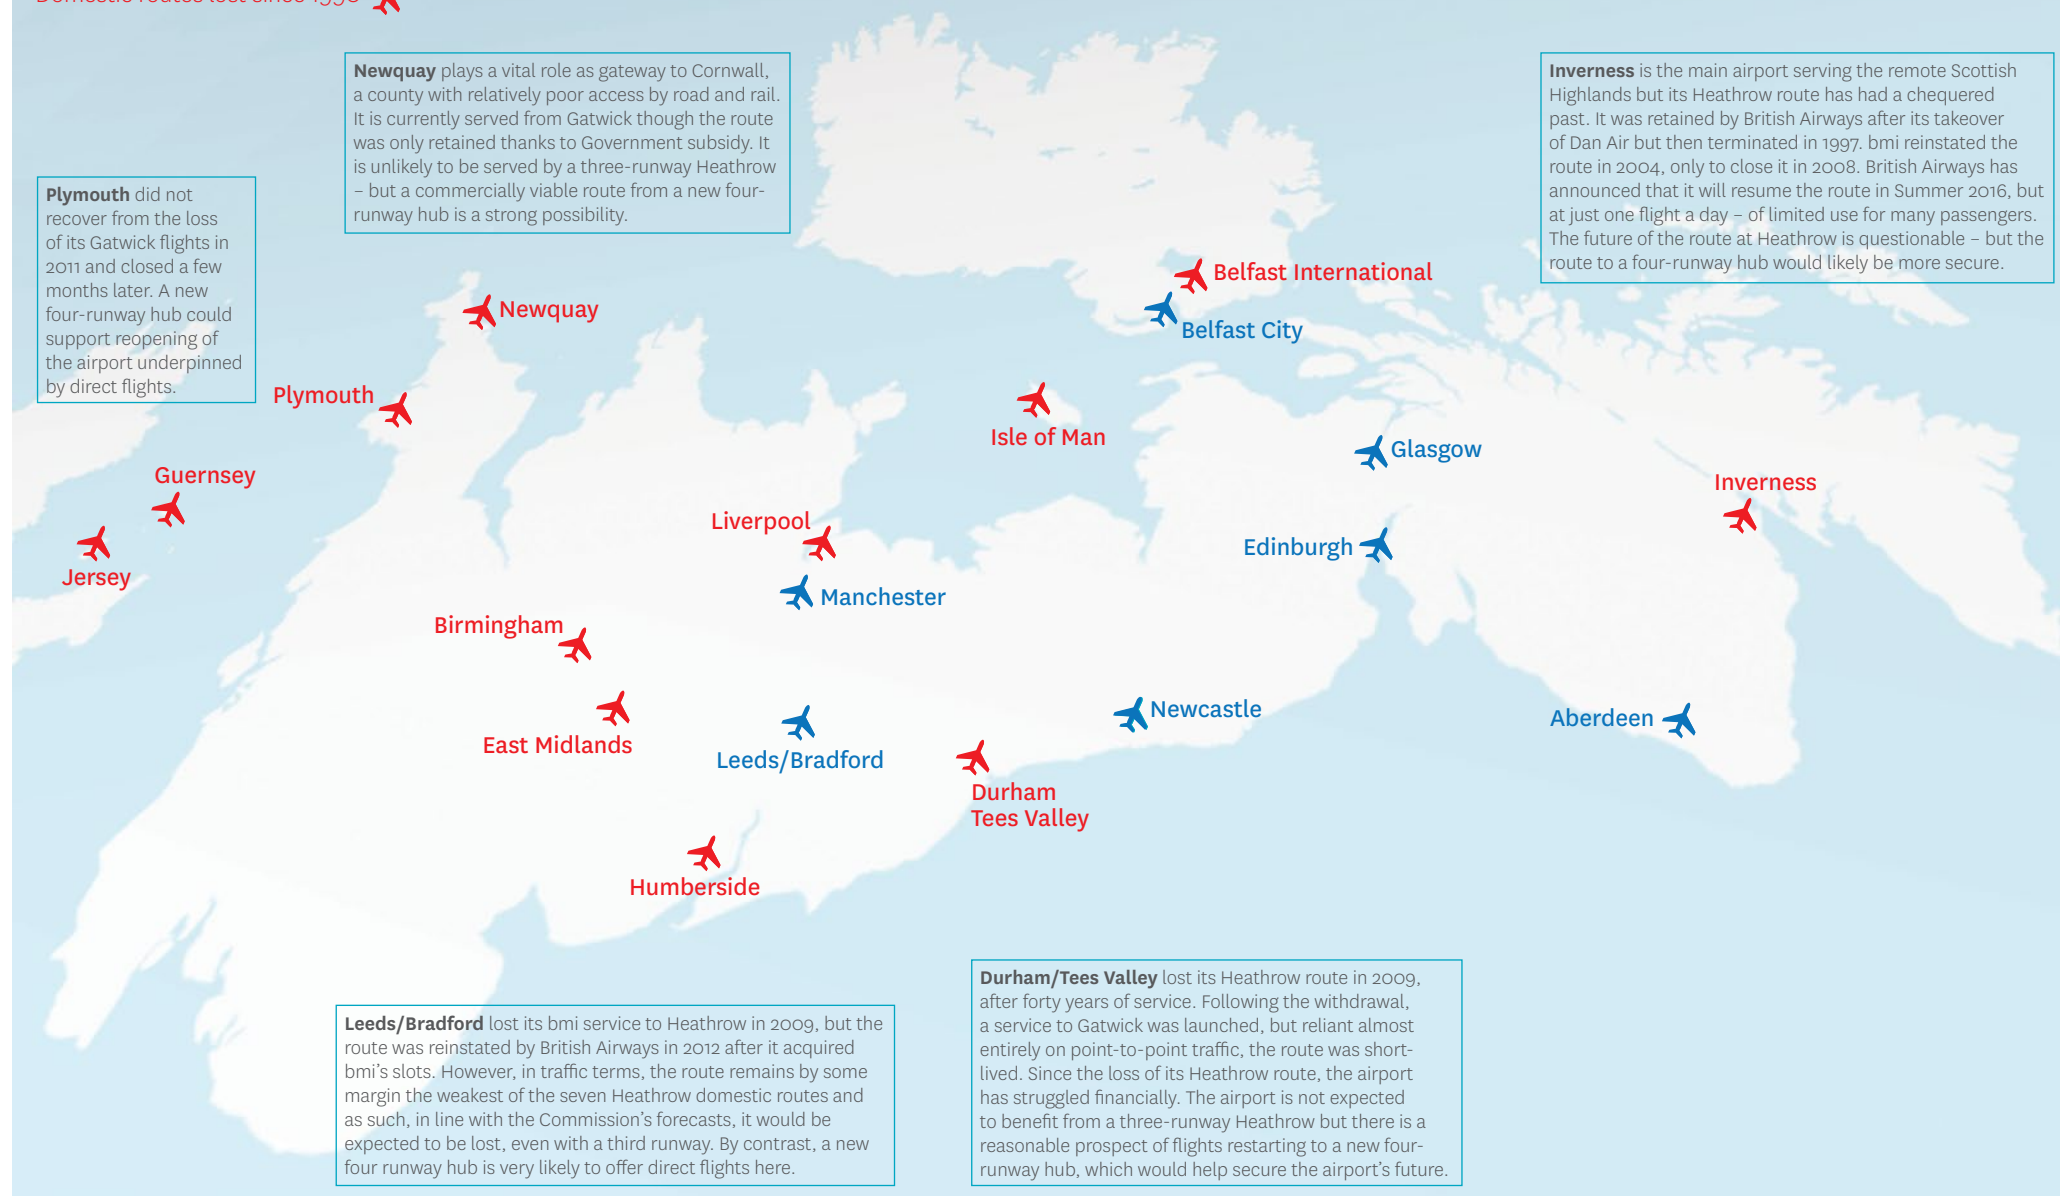 Domestic routes lost since 1990
Newquay plays a vital role as gateway to Cornwall,
a county with relatively poor access by road and rail.
It is currently served from Gatwick though the route
was only retained thanks to Government subsidy. It
is unlikely to be served by a three-runway Heathrow
– but a commercially viable route from a new four-
runway hub is a strong possibility.
Inverness is the main airport serving the remote Scottish
Highlands but its Heathrow route has had a chequered
past. It was retained by British Airways after its takeover
of Dan Air but then terminated in 1997. bmi reinstated the
route in 2004, only to close it in 2008. British Airways has
announced that it will resume the route in Summer 2016, but
at just one flight a day – of limited use for many passengers.
The future of the route at Heathrow is questionable – but the
route to a four-runway hub would likely be more secure.
Plymouth did not
recover from the loss
of its Gatwick flights in
2011 and closed a few
months later. A new
four-runway hub could
support reopening of
the airport underpinned
by direct flights.
Belfast International
Newquay
Belfast City
Plymouth
Isle of Man
Glasgow
Guernsey
Inverness
Liverpool
Edinburgh
Jersey
Manchester
Birmingham
Newcastle
Aberdeen
East Midlands
Leeds/Bradford
Durham
Tees Valley
Humberside
Leeds/Bradford lost its bmi service to Heathrow in 2009, but the
route was reinstated by British Airways in 2012 after it acquired
bmi's slots. However, in traffic terms, the route remains by some
margin the weakest of the seven Heathrow domestic routes and
as such, in line with the Commission's forecasts, it would be
expected to be lost, even with a third runway. By contrast, a new
four runway hub is very likely to offer direct flights here.
Durham/Tees Valley lost its Heathrow route in 2009,
after forty years of service. Following the withdrawal,
a service to Gatwick was launched, but reliant almost
entirely on point-to-point traffic, the route was short-
lived. Since the loss of its Heathrow route, the airport
has struggled financially. The airport is not expected
to benefit from a three-runway Heathrow but there is a
reasonable prospect of flights restarting to a new four-
runway hub, which would help secure the airport's future.